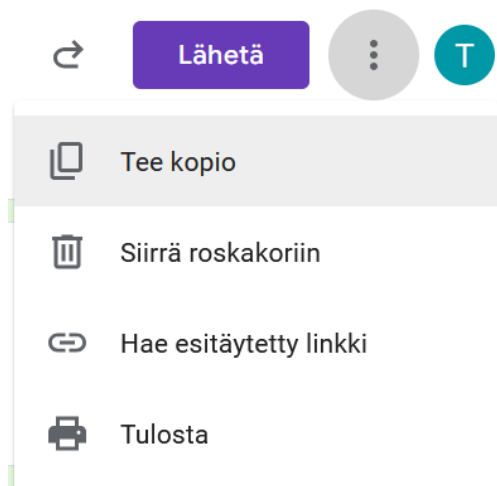 Lähetä
T
Tee kopio
Siirrä roskakoriin
Hae esitäytetty linkki
Tulosta